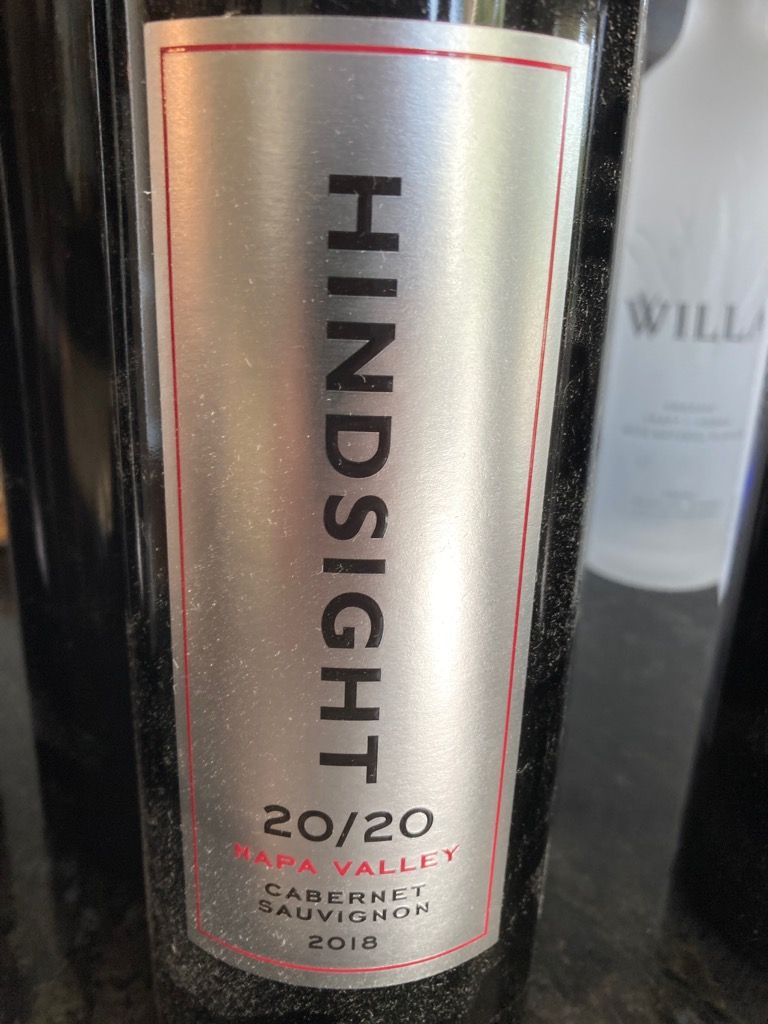 HINDSIGHT
20/20
NAPA VALLEY
CABERNET
SAUVIGNON
2018
WILLA